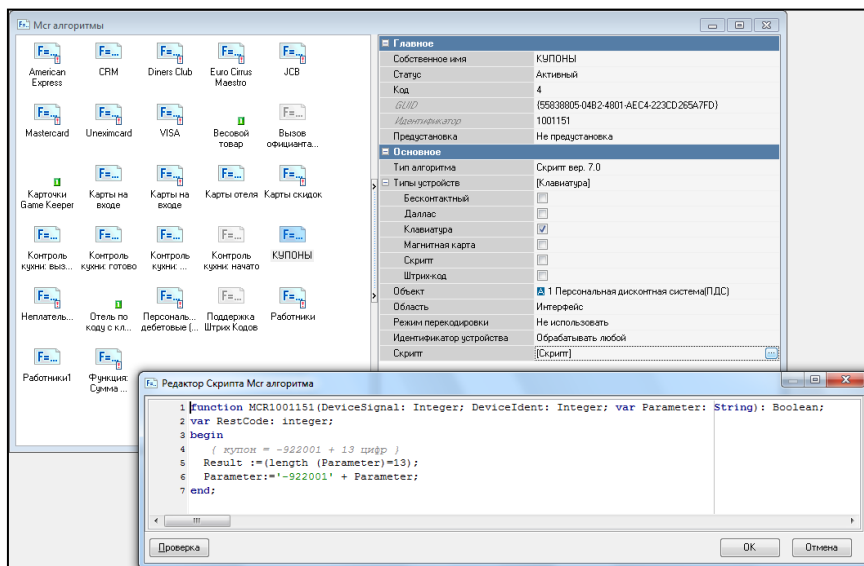 Mcr алгоритмы
American Express
CRM
Diners Club
Euro Cirrus Maestro
JCB
Mastercard
Uneximcard
VISA
Весовой товар
Вызов официанта...
Карточки Game Keeper
Карты на входе
Карты на входе
Карты отеля
Карты скидок
Контроль кухни: выз...
Контроль кухни: готово
Контроль кухни: ...
Контроль кухни: начато
КУПОНЫ
Неплатель...
Отель по коду с кл...
Персональ... дебетовые (...
Поддержка Штрих Кодов
Работники
Работники1
Функция: Сумма ...
Главное
Собственное имя КУПОНЫ
Статус Активный
Код 4
GUID {55838805-04B2-4801-AEC4-223CD265A7FD}
Идентификатор 1001151
Предустановка Не предустановка
Основное
Тип алгоритма Скрипт вер. 7.0
Типы устройств [Клавиатура]
Бесконтактный
Даллас
Клавиатура
Магнитная карта
Скрипт
Штрих-код
Объект 1 Персональная дисконтная система(ПДС)
Область Интерфейс
Режим перекодировки Не использовать
Идентификатор устройства Обрабатывать любой
Скрипт [Скрипт]
Редактор Скрипта Mcr алгоритма
1 function MCR1001151(DeviceSignal: Integer; DeviceIdent: Integer; var Parameter: String): Boolean;
2 var RestCode: integer;
3 begin
4 { купон = -922001 + 13 цифр }
5 Result :=(length (Parameter)=13);
6 Parameter:='-922001' + Parameter;
7 end;
Проверка
OK
Отмена